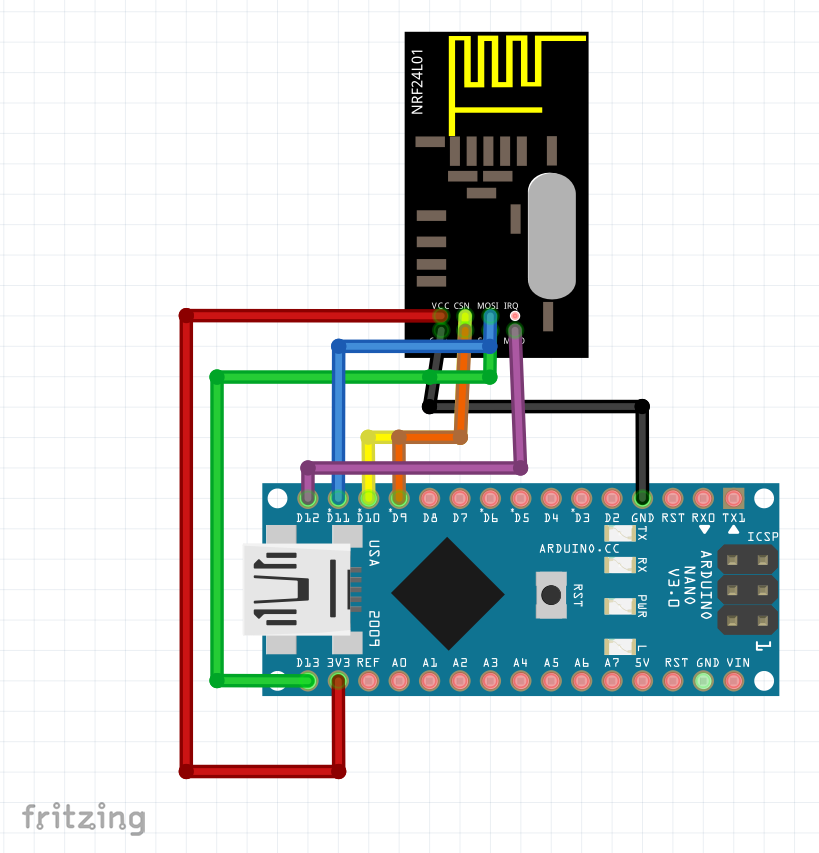 NRF24L01
VCC CSN MOSI IRQ
D12 *D11 *D10 *D9 D8 D7 *D6 *D5 D4 *D3 D2 GND RST RX0 TX1
ICSP
TX
RX
PWR
L
ARDUINO.CC
RST
ARDUINO
NANO
V3.0
USA
2009
1
D13 3V3 REF A0 A1 A2 A3 A4 A5 A6 A7 5V RST GND VIN
fritzing